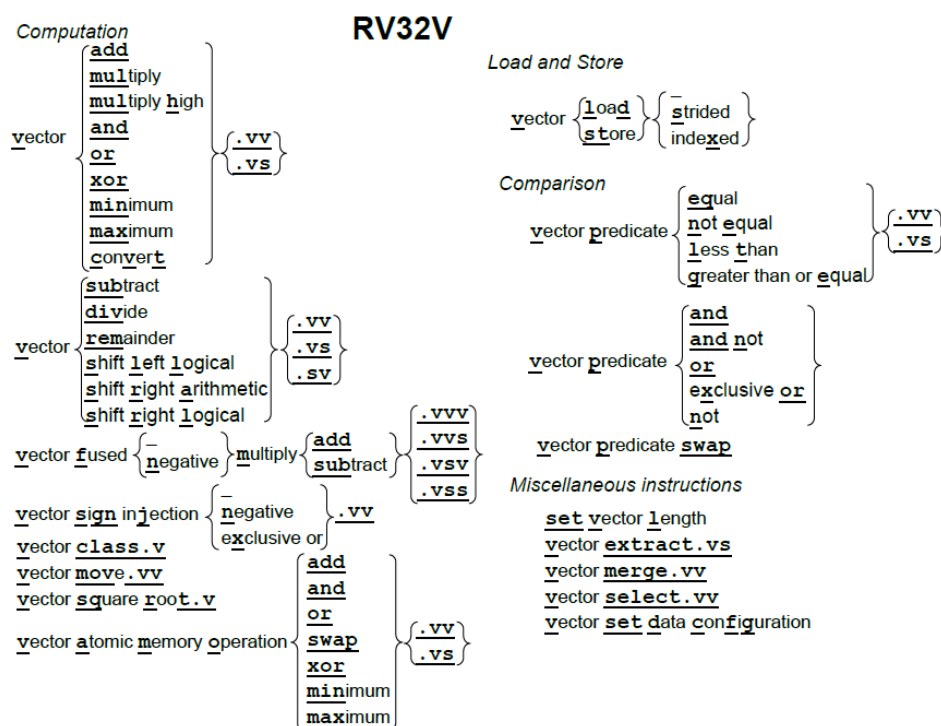 RV32V
Computation
vector
add
multiply
multiply high
and
or
xor
minimum
maximum
convert
.vv
.vs
vector
subtract
divide
remainder
shift left logical
shift right arithmetic
shift right logical
.vv
.vs
.sv
vector fused
–
negative
multiply
add
subtract
.vvv
.vvs
.vsv
.vss
vector sign injection
–
negative
exclusive or
.vv
vector class.v
vector move.vv
vector square root.v
vector atomic memory operation
add
and
or
swap
xor
minimum
maximum
.vv
.vs
Load and Store
vector
load
store
–
strided
indexed
Comparison
vector predicate
equal
not equal
less than
greater than or equal
.vv
.vs
vector predicate
and
and not
or
exclusive or
not
vector predicate swap
Miscellaneous instructions
set vector length
vector extract.vs
vector merge.vv
vector select.vv
vector set data configuration